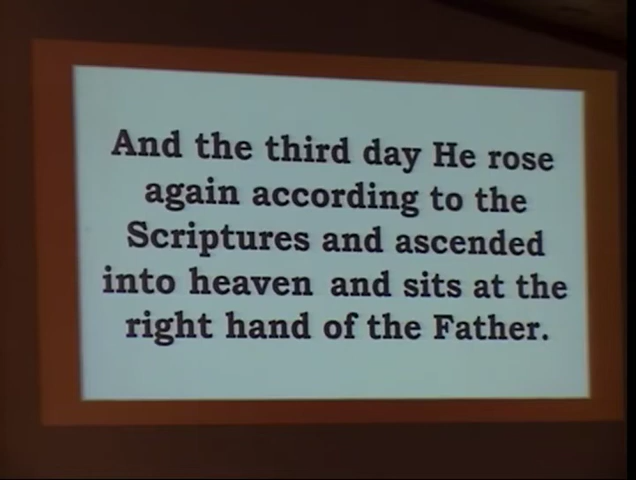 And the third day He rose
again according to the
Scriptures and ascended
into heaven and sits at the
right hand of the Father.